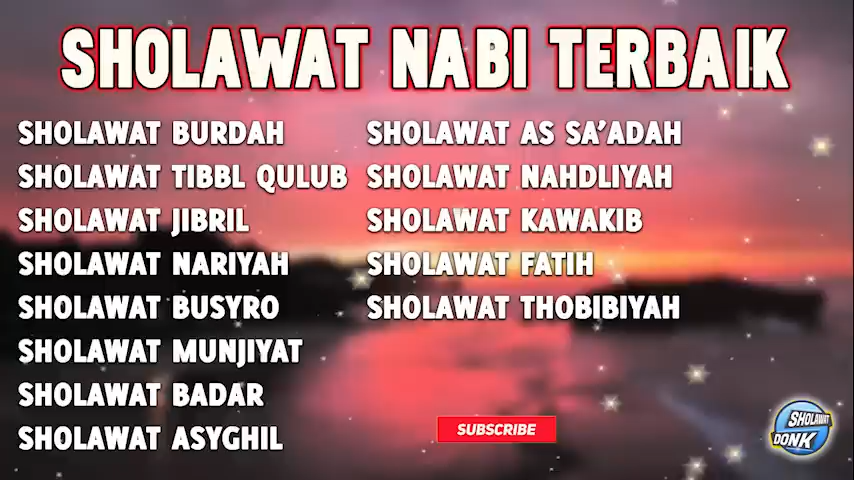 SHOLAWAT NABI TERBAIK
SHOLAWAT BURDAH
SHOLAWAT TIBBL QULUB
SHOLAWAT JIBRIL
SHOLAWAT NARIYAH
SHOLAWAT BUSYRO
SHOLAWAT MUNJIYAT
SHOLAWAT BADAR
SHOLAWAT ASYGHIL
SHOLAWAT AS SA'ADAH
SHOLAWAT NAHDLIYAH
SHOLAWAT KAWAKIB
SHOLAWAT FATIH
SHOLAWAT THOBIBIYAH
SUBSCRIBE
SHOLAWAT
DONK